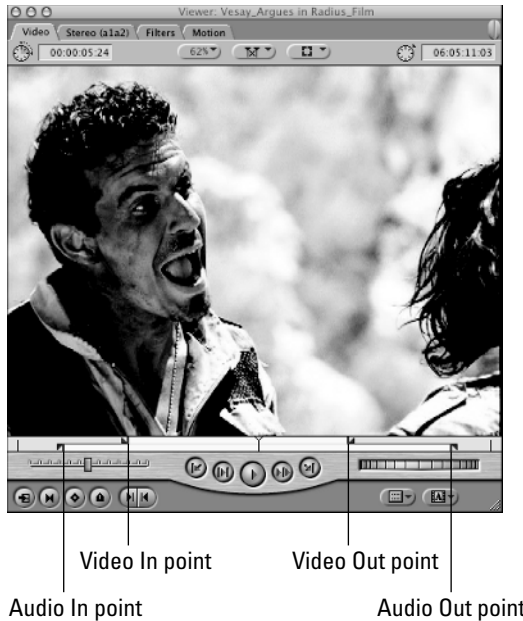 Viewer: Vesay_Argues in Radius_Film
Video Stereo (a1a2) Filters Motion
00:00:05:24 62% 06:05:11:03
Video In point Video Out point
Audio In point Audio Out point